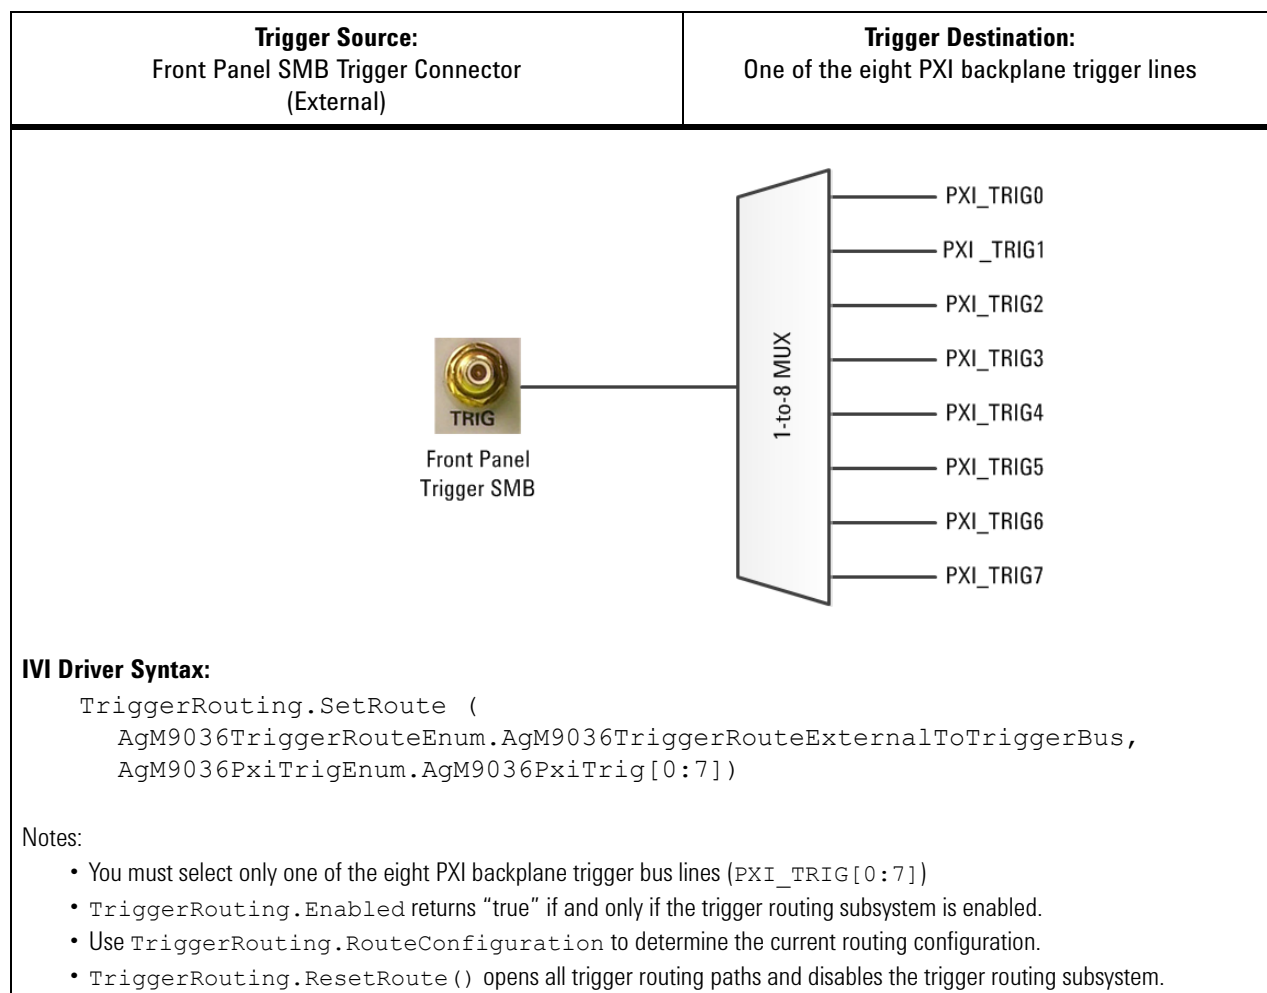 Trigger Source:
Front Panel SMB Trigger Connector
(External)
Trigger Destination:
One of the eight PXI backplane trigger lines
PXI_TRIG0
PXI _TRIG1
PXI_TRIG2
PXI_TRIG3
PXI_TRIG4
PXI_TRIG5
PXI_TRIG6
PXI_TRIG7
1-to-8 MUX
TRIG
Front Panel
Trigger SMB
IVI Driver Syntax:
TriggerRouting.SetRoute (
AgM9036TriggerRouteEnum.AgM9036TriggerRouteExternalToTriggerBus,
AgM9036PxiTrigEnum.AgM9036PxiTrig[0:7])
Notes:
• You must select only one of the eight PXI backplane trigger bus lines (PXI_TRIG[0:7])
• TriggerRouting.Enabled returns “true” if and only if the trigger routing subsystem is enabled.
• Use TriggerRouting.RouteConfiguration to determine the current routing configuration.
• TriggerRouting.ResetRoute() opens all trigger routing paths and disables the trigger routing subsystem.